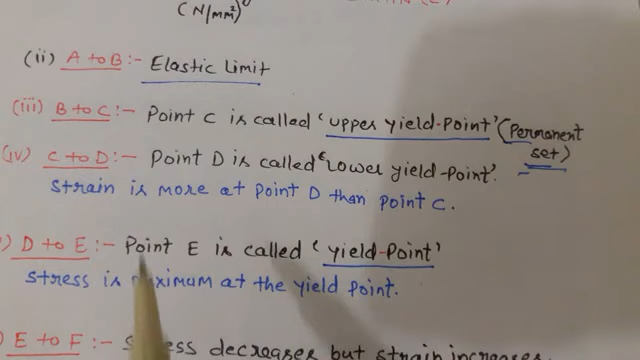 (N/mm²)
(ii) A to B:- Elastic Limit
(iii) B to C:- Point C is called 'upper yield-Point' (Permanent set)
(iv) C to D:- Point D is called 'Lower yield-Point'.
Strain is more at point D than point C.
) D to E:- Point E is called 'yield-Point'
Stress is maximum at the yield point.
) E to F:- Stress decreases but strain increases.